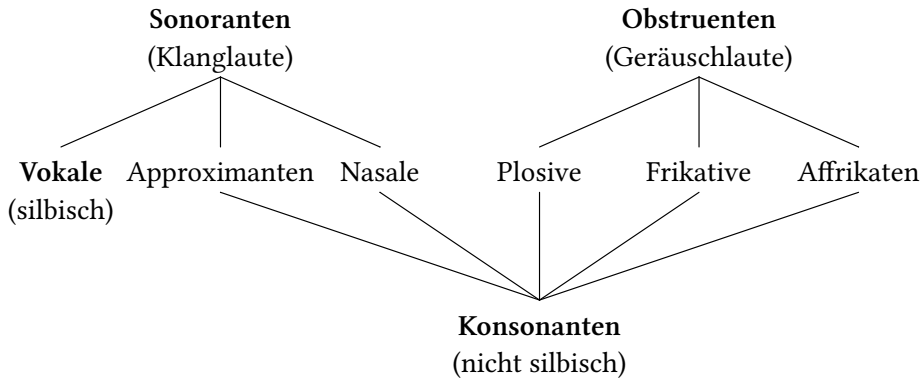 Sonoranten
(Klanglaute)
Obstruenten
(Geräuschlaute)
Vokale Approximanten Nasale Plosive Frikative Affrikaten
(silbisch)
Konsonanten
(nicht silbisch)